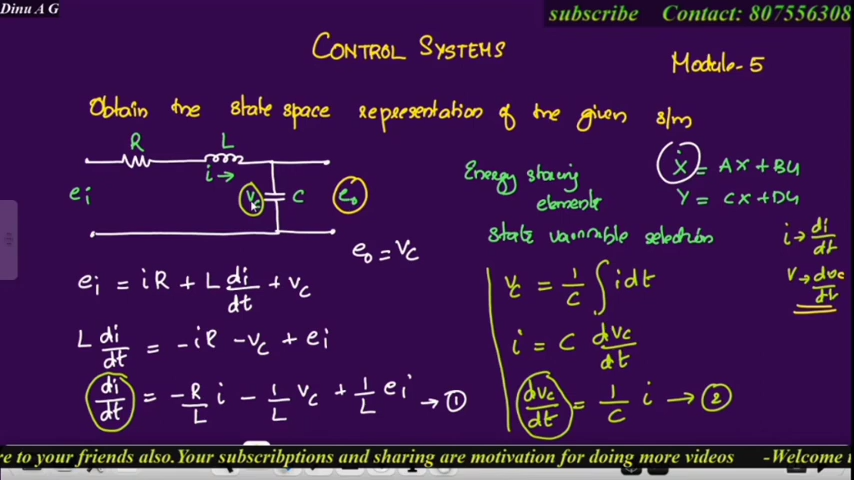 Dinu A G
subscribe Contact: 807556308
CONTROL SYSTEMS
Module-5
Obtain the state space representation of the given s/m
R
L
i →
ei
Vc
C
eo
eo = Vc
Energy storing
elements
State variable selection
Ẋ = AX + BU
Y = CX + DU
i → di/dt
V → dvc/dt
ei = iR + L di/dt + Vc
L di/dt = -iR - Vc + ei
di/dt = -R/L i - 1/L Vc + 1/L ei → ①
Vc = 1/C ∫ i dt
i = C dvc/dt
dvc/dt = 1/C i → ②
re to your friends also. Your subscribptions and sharing are motivation for doing more videos -Welcome